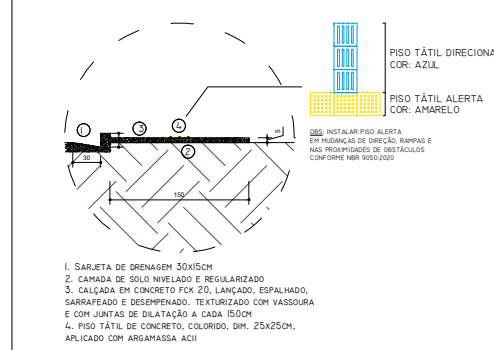 PISO TÁTIL DIRECIONA
COR: AZUL
PISO TÁTIL ALERTA
COR: AMARELO
OBS: INSTALAR PISO ALERTA
EM MUDANÇAS DE DIREÇÃO, RAMPAS E
NAS PROXIMIDADES DE OBSTÁCULOS
CONFORME NBR 9050:2020
1
3
4
5
2
30
150
1. SARJETA DE DRENAGEM 30X15CM
2. CAMADA DE SOLO NIVELADO E REGULARIZADO
3. CALÇADA EM CONCRETO FCK 20, LANÇADO, ESPALHADO,
SARRAFEADO E DESEMPENADO. TEXTURIZADO COM VASSOURA
E COM JUNTAS DE DILATAÇÃO A CADA 150CM
4. PISO TÁTIL DE CONCRETO, COLORIDO, DIM. 25X25CM,
APLICADO COM ARGAMASSA ACII